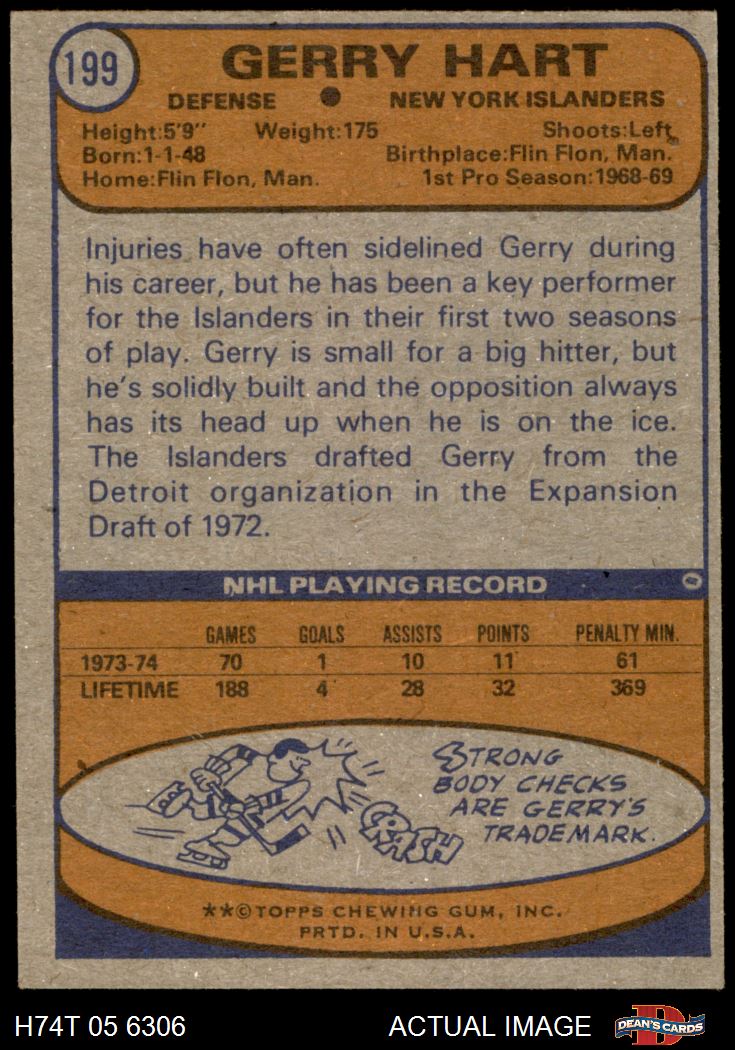 199
GERRY HART
DEFENSE ● NEW YORK ISLANDERS
Height:5'9" Weight:175 Shoots:Left
Born:1-1-48 Birthplace:Flin Flon, Man.
Home:Flin Flon, Man. 1st Pro Season:1968-69
Injuries have often sidelined Gerry during
his career, but he has been a key performer
for the Islanders in their first two seasons
of play. Gerry is small for a big hitter, but
he's solidly built and the opposition always
has its head up when he is on the ice.
The Islanders drafted Gerry from the
Detroit organization in the Expansion
Draft of 1972.
NHL PLAYING RECORD
GAMES GOALS ASSISTS POINTS PENALTY MIN.
1973-74 70 1 10 11 61
LIFETIME 188 4 28 32 369
STRONG
BODY CHECKS
ARE GERRY'S
TRADEMARK.
CRASH
**©TOPPS CHEWING GUM, INC.
PRTD. IN U.S.A.
H74T 05 6306 ACTUAL IMAGE D DEAN'S CARDS